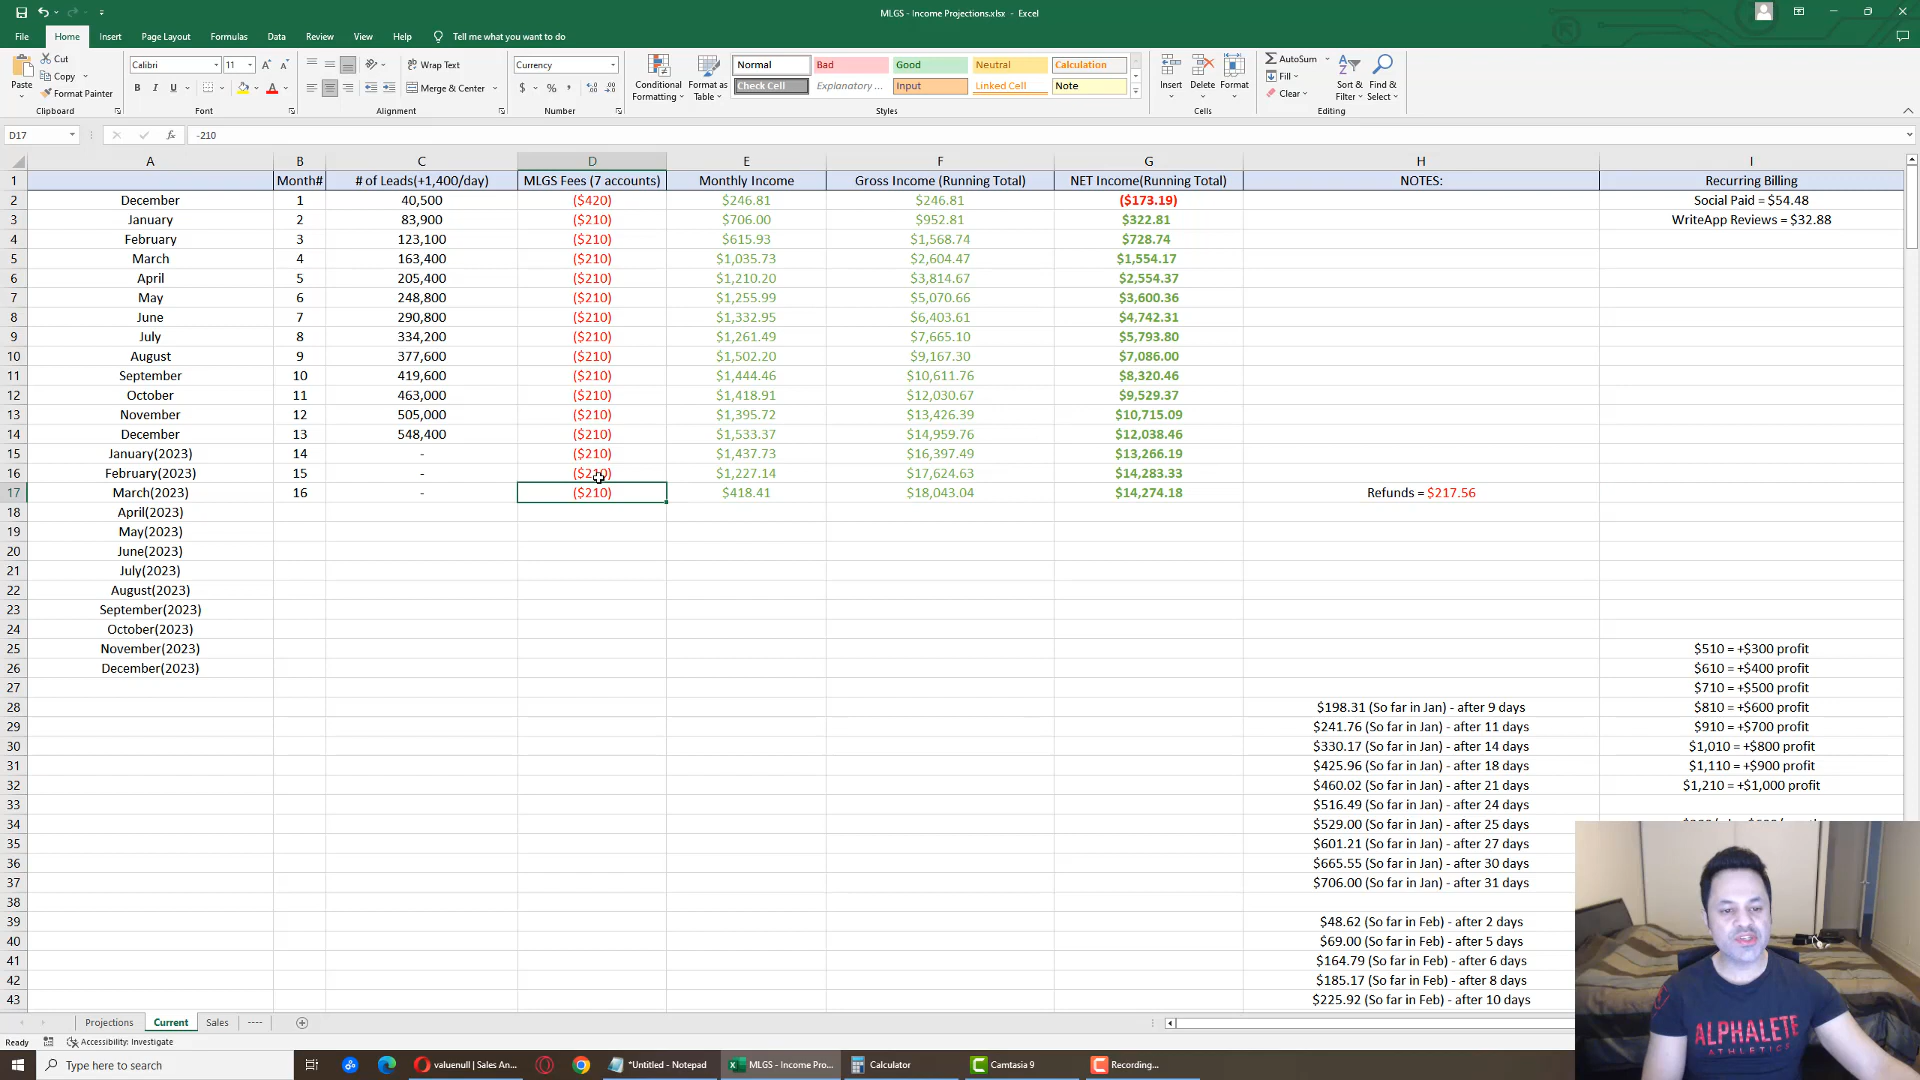 MLGS - Income Projections.xlsx - Excel
File Home Insert Page Layout Formulas Data Review View Help Tell me what you want to do
Paste Cut Copy Format Painter Clipboard
Calibri 11 B I U Font
Wrap Text Merge & Center Alignment
Currency $ % Number
Conditional Formatting Format as Table
Normal Bad Good Neutral Calculation
Check Cell Explanatory ... Input Linked Cell Note
Styles
Insert Delete Format Cells
AutoSum Fill Clear Sort & Filter Find & Select Editing
D17 fx -210
A B C D E F G H I
1 Month# # of Leads(+1,400/day) MLGS Fees (7 accounts) Monthly Income Gross Income (Running Total) NET Income(Running Total) NOTES: Recurring Billing
2 December 1 40,500 ($420) $246.81 $246.81 ($173.19) Social Paid = $54.48
3 January 2 83,900 ($210) $706.00 $952.81 $322.81 WriteApp Reviews = $32.88
4 February 3 123,100 ($210) $615.93 $1,568.74 $728.74
5 March 4 163,400 ($210) $1,035.73 $2,604.47 $1,554.17
6 April 5 205,400 ($210) $1,210.20 $3,814.67 $2,554.37
7 May 6 248,800 ($210) $1,255.99 $5,070.66 $3,600.36
8 June 7 290,800 ($210) $1,332.95 $6,403.61 $4,742.31
9 July 8 334,200 ($210) $1,261.49 $7,665.10 $5,793.80
10 August 9 377,600 ($210) $1,502.20 $9,167.30 $7,086.00
11 September 10 419,600 ($210) $1,444.46 $10,611.76 $8,320.46
12 October 11 463,000 ($210) $1,418.91 $12,030.67 $9,529.37
13 November 12 505,000 ($210) $1,395.72 $13,426.39 $10,715.09
14 December 13 548,400 ($210) $1,533.37 $14,959.76 $12,038.46
15 January(2023) 14 - ($210) $1,437.73 $16,397.49 $13,266.19
16 February(2023) 15 - ($210) $1,227.14 $17,624.63 $14,283.33
17 March(2023) 16 - ($210) $418.41 $18,043.04 $14,274.18 Refunds = $217.56
18 April(2023)
19 May(2023)
20 June(2023)
21 July(2023)
22 August(2023)
23 September(2023)
24 October(2023)
25 November(2023) $510 = +$300 profit
26 December(2023) $610 = +$400 profit
27 $710 = +$500 profit
28 $198.31 (So far in Jan) - after 9 days $810 = +$600 profit
29 $241.76 (So far in Jan) - after 11 days $910 = +$700 profit
30 $330.17 (So far in Jan) - after 14 days $1,010 = +$800 profit
31 $425.96 (So far in Jan) - after 18 days $1,110 = +$900 profit
32 $460.02 (So far in Jan) - after 21 days $1,210 = +$1,000 profit
33 $516.49 (So far in Jan) - after 24 days
34 $529.00 (So far in Jan) - after 25 days
35 $601.21 (So far in Jan) - after 27 days
36 $665.55 (So far in Jan) - after 30 days
37 $706.00 (So far in Jan) - after 31 days
38
39 $48.62 (So far in Feb) - after 2 days
40 $69.00 (So far in Feb) - after 5 days
41 $164.79 (So far in Feb) - after 6 days
42 $185.17 (So far in Feb) - after 8 days
43 $225.92 (So far in Feb) - after 10 days
ALPHALETE
ATHLETICS
Projections Current Sales ----
Ready Accessibility: Investigate
Type here to search valuenull | Sales An... *Untitled - Notepad MLGS - Income Pro... Calculator Camtasia 9 Recording...